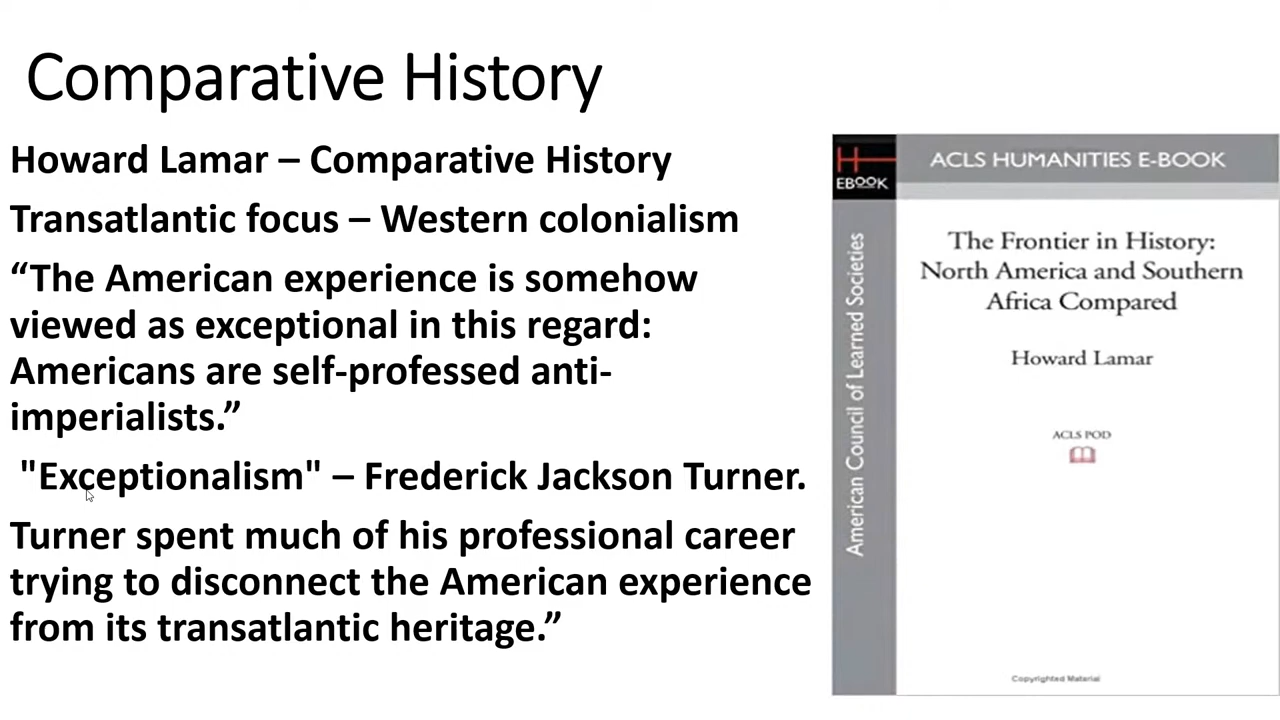 Comparative History
Howard Lamar – Comparative History
Transatlantic focus – Western colonialism
“The American experience is somehow
viewed as exceptional in this regard:
Americans are self-professed anti-
imperialists.”
"Exceptionalism" – Frederick Jackson Turner.
Turner spent much of his professional career
trying to disconnect the American experience
from its transatlantic heritage.”
H
EBOOK
ACLS HUMANITIES E-BOOK
American Council of Learned Societies
The Frontier in History:
North America and Southern
Africa Compared
Howard Lamar
ACLS POD
Copyrighted Material